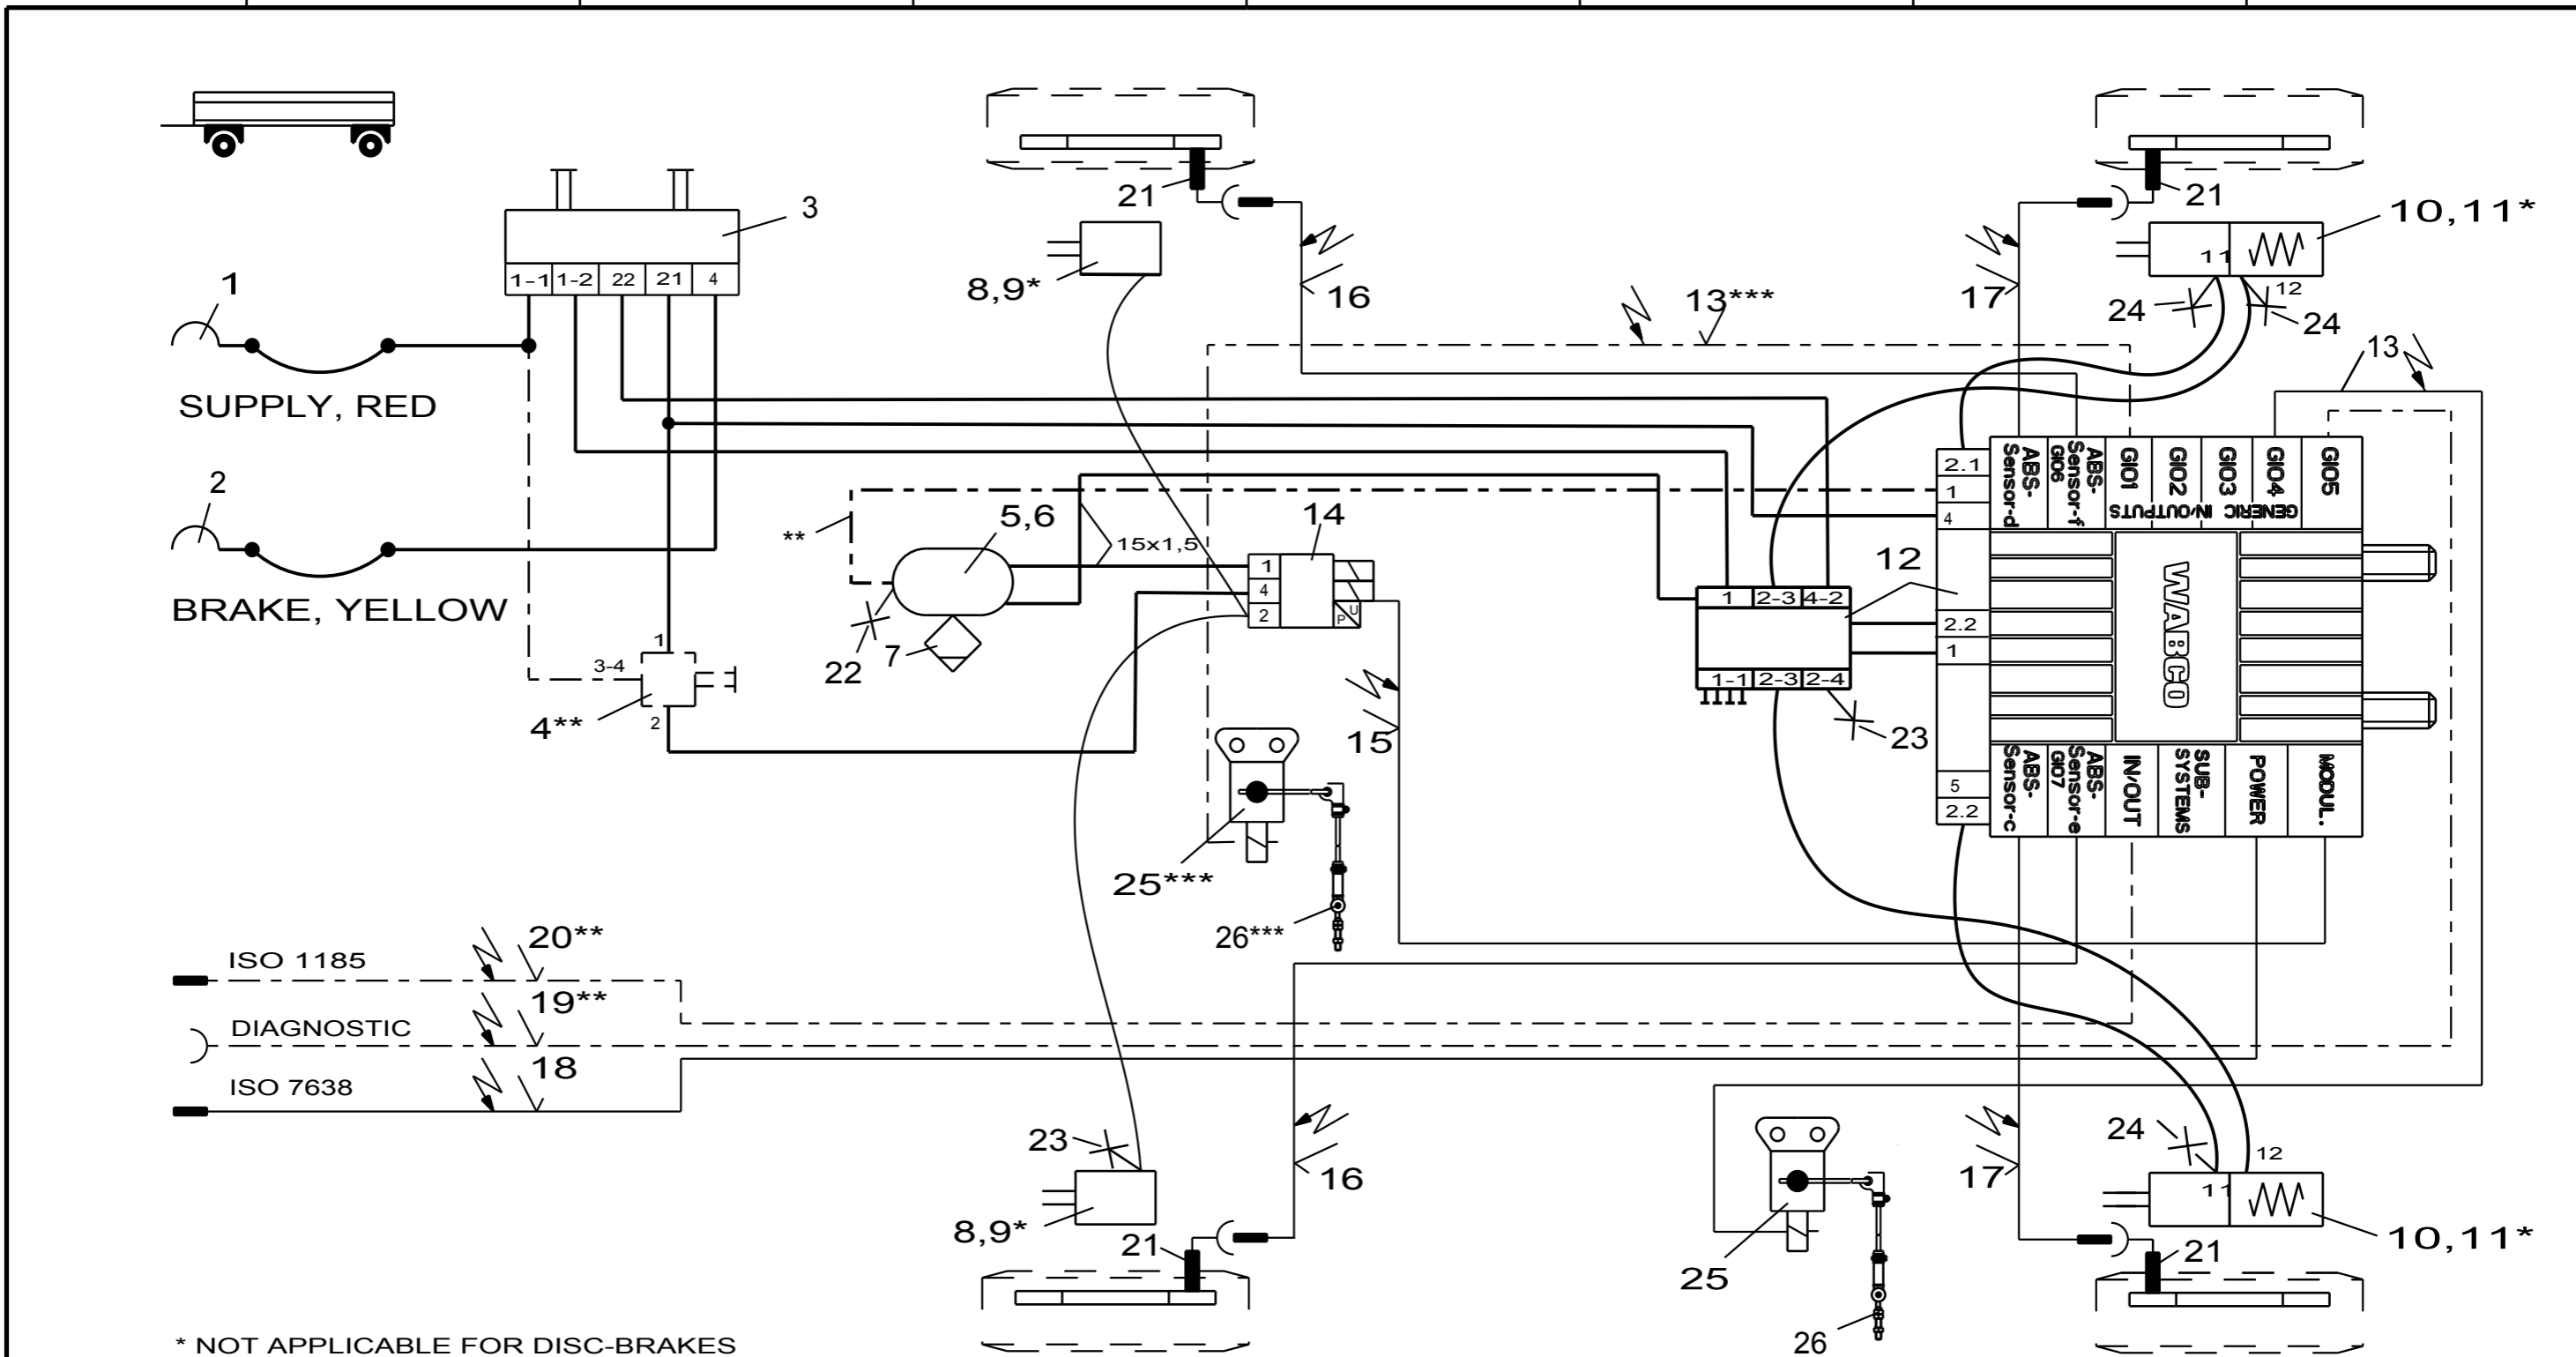 3
1-1 1-2 22 21 4
1
SUPPLY, RED
2
BRAKE, YELLOW
1
3-4
4**
2
21
8,9*
16
13***
17
21
10,11*
11
12
24
24
13
**
5,6
15x1,5
14
1
4
2
U
P
22
7
15
12
1 2-3 4-2
1-1 2-3 2-4
23
2.1
1
4
2.2
1
5
2.2
ABS-
Sensor-d
ABS-
Sensor-f
GIO6
GIO1
GIO2
GIO3
GIO4
GIO5
GENERIC IN/OUTPUTS
WABCO
ABS-
Sensor-c
ABS-
Sensor-e
GIO7
IN/OUT
SUB-
SYSTEMS
POWER
MODUL.
25***
26***
ISO 1185
20**
DIAGNOSTIC
19**
ISO 7638
18
23
8,9*
21
16
25
26
17
24
12
11
10,11*
21
* NOT APPLICABLE FOR DISC-BRAKES